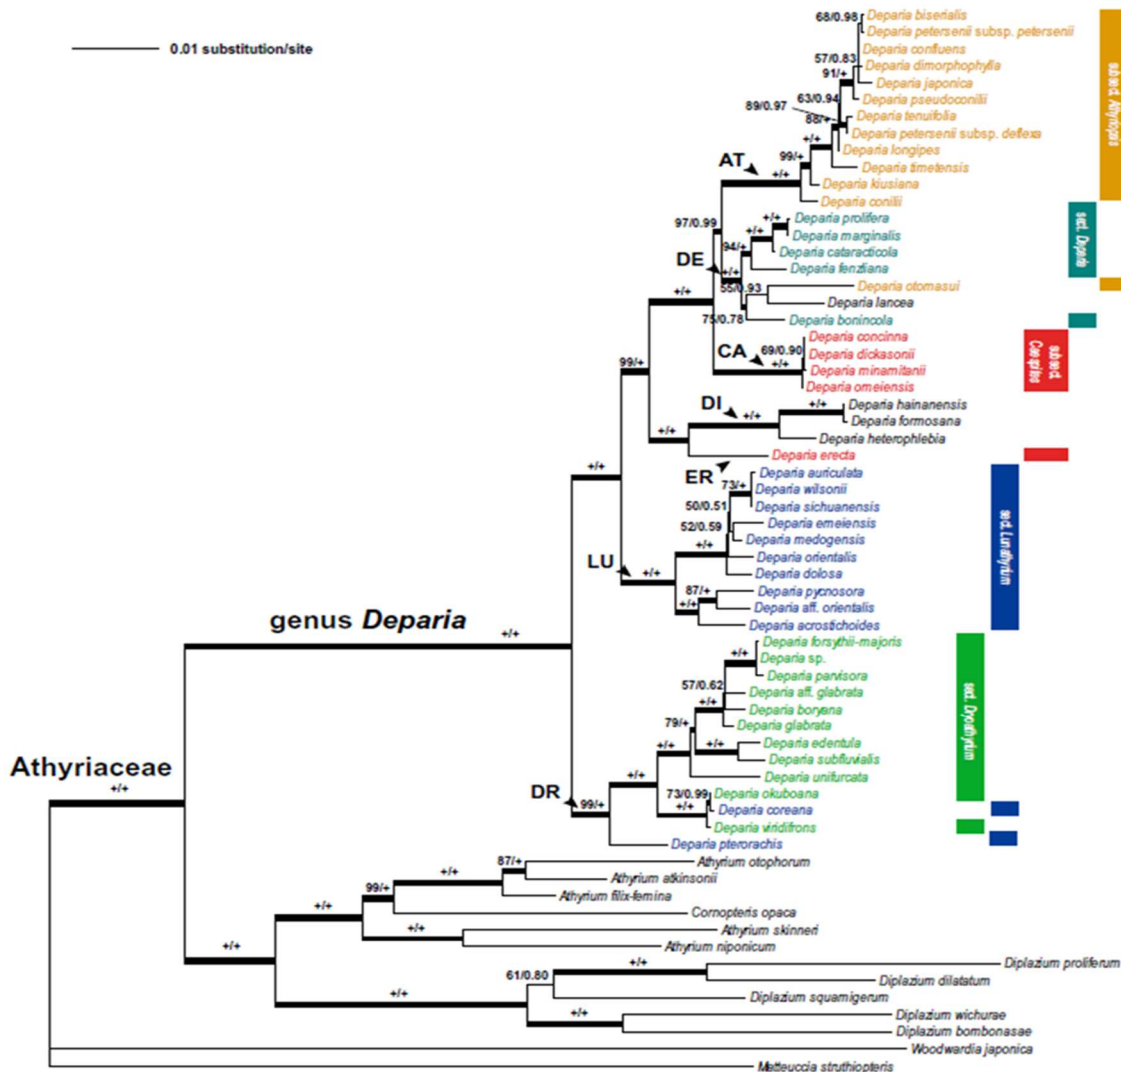 0.01 substitution/site
68/0.98
Deparia biserialis
Deparia petersenii subsp. petersenii
Deparia confluens
57/0.83
Deparia dimorphophylla
91/+
Deparia japonica
63/0.94
Deparia pseudoconilii
89/0.97
Deparia tenuifolia
88/+
Deparia petersenii subsp. deflexa
+/+
Deparia longipes
99/+
Deparia timetensis
AT
+/+
Deparia kiusiana
Deparia conilii
subsect. Athyriopsis
97/0.99
+/+
Deparia prolifera
+/+
Deparia marginalis
94/+
Deparia cataracticola
DE
+/+
Deparia fenzliana
sect. Deparia
+/+
55/0.93
Deparia otomasui
Deparia lancea
75/0.78
Deparia bonincola
Deparia concinna
CA
69/0.90
Deparia dickasonii
+/+
Deparia minamitanii
Deparia omeiensis
subsect. Caespites
99/+
DI
+/+
+/+
Deparia hainanensis
Deparia formosana
Deparia heterophlebia
+/+
Deparia erecta
ER
+/+
Deparia auriculata
73/+
Deparia wilsonii
50/0.51
Deparia sichuanensis
52/0.59
Deparia emeiensis
Deparia medogensis
+/+
Deparia orientalis
LU
+/+
Deparia dolosa
87/+
Deparia pycnosora
+/+
Deparia aff. orientalis
Deparia acrostichoides
sect. Lunathyrium
genus Deparia
+/+
Deparia forsythii-majoris
+/+
Deparia sp.
Deparia parvisora
57/0.62
Deparia aff. glabrata
+/+
Deparia boryana
79/+
Deparia glabrata
+/+
+/+
Deparia edentula
Deparia subfluvialis
Deparia unifurcata
sect. Dryoathyrium
Athyriaceae
+/+
+/+
DR
99/+
73/0.99
Deparia okuboana
+/+
Deparia coreana
Deparia viridifrons
Deparia pterorachis
87/+
Athyrium otophorum
+/+
Athyrium atkinsonii
99/+
Athyrium filix-femina
+/+
Cornopteris opaca
+/+
Athyrium skinneri
Athyrium niponicum
+/+
+/+
Diplazium proliferum
61/0.80
Diplazium dilatatum
+/+
Diplazium squamigerum
+/+
Diplazium wichurae
Diplazium bombonasae
Woodwardia japonica
Matteuccia struthiopteris